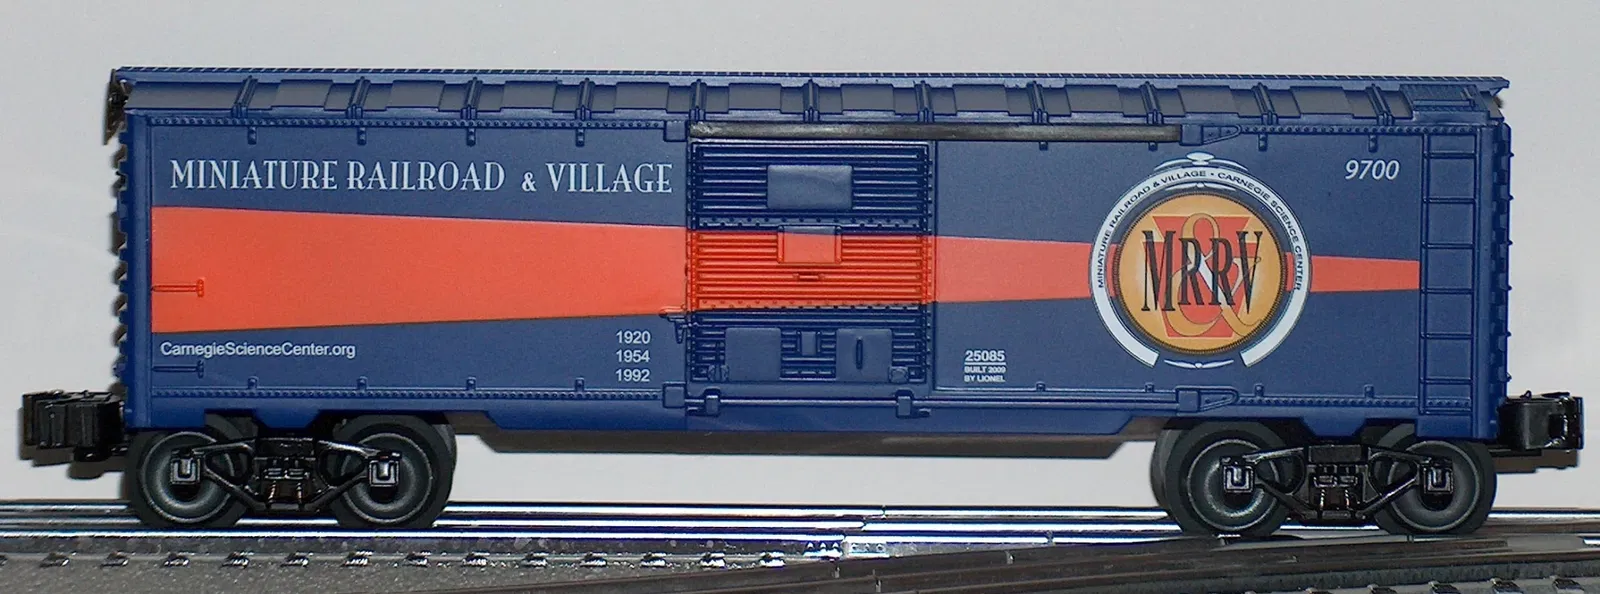 MINIATURE RAILROAD & VILLAGE
CarnegieScienceCenter.org
1920
1954
1992
25085
BUILT 2009
BY LIONEL
MINIATURE RAILROAD & VILLAGE • CARNEGIE SCIENCE CENTER
MRRV
&
9700